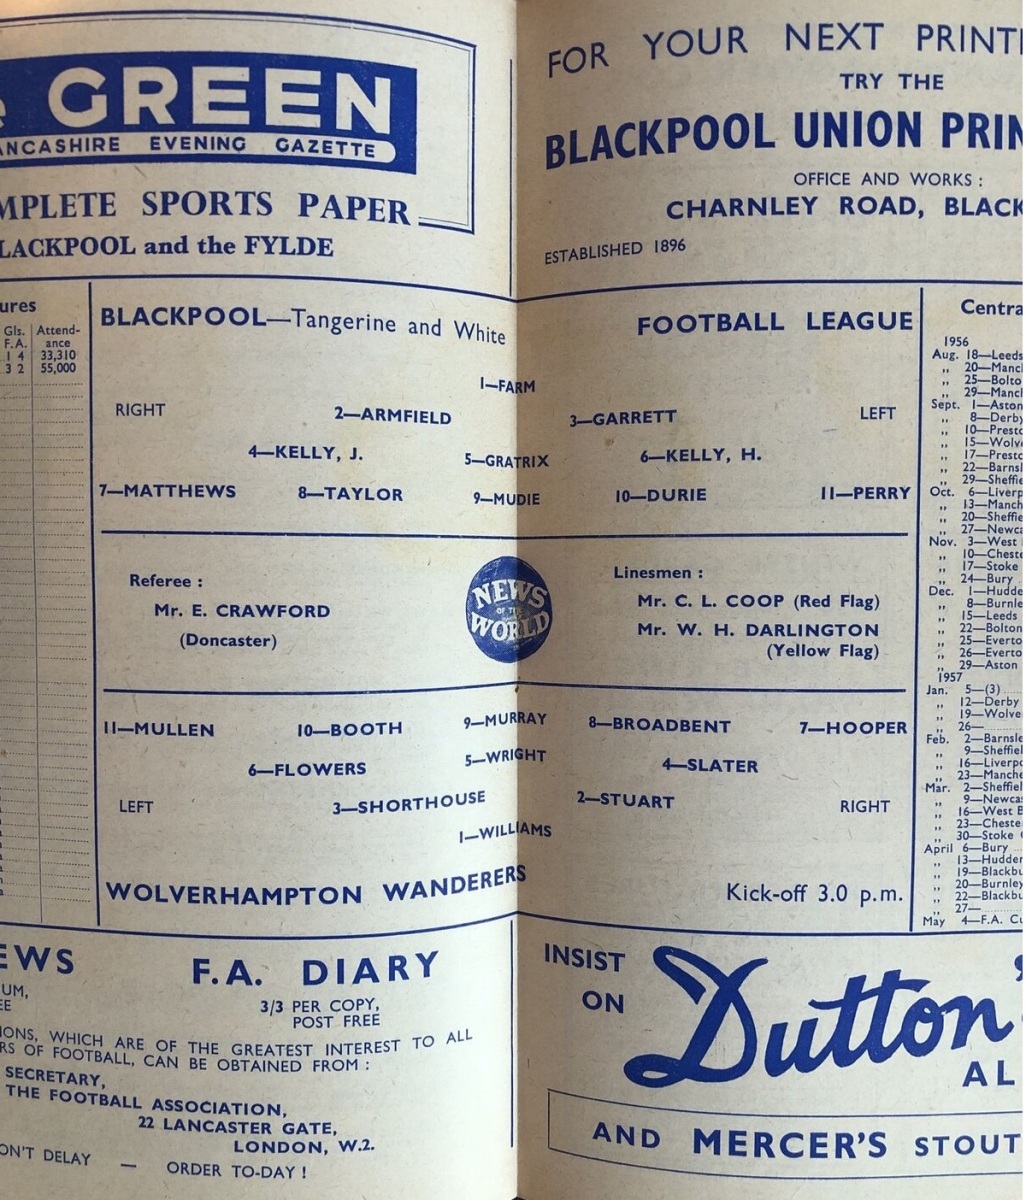 GREEN
LANCASHIRE EVENING GAZETTE
COMPLETE SPORTS PAPER
BLACKPOOL and the FYLDE
FOR YOUR NEXT PRINTI
TRY THE
BLACKPOOL UNION PRIN
OFFICE AND WORKS :
CHARNLEY ROAD, BLACK
ESTABLISHED 1896
ures
Gls. Attend-
F. A. ance
1 4 33,310
3 2 55,000
BLACKPOOL—Tangerine and White
FOOTBALL LEAGUE
1—FARM
RIGHT 2—ARMFIELD 3—GARRETT LEFT
4—KELLY, J. 5—GRATRIX 6—KELLY, H.
7—MATTHEWS 8—TAYLOR 9—MUDIE 10—DURIE 11—PERRY
Referee :
Mr. E. CRAWFORD
(Doncaster)
NEWS
OF THE
WORLD
Linesmen :
Mr. C. L. COOP (Red Flag)
Mr. W. H. DARLINGTON
(Yellow Flag)
11—MULLEN 10—BOOTH 9—MURRAY 8—BROADBENT 7—HOOPER
6—FLOWERS 5—WRIGHT 4—SLATER
LEFT 3—SHORTHOUSE 2—STUART RIGHT
1—WILLIAMS
WOLVERHAMPTON WANDERERS
Kick-off 3.0 p.m.
Centra
1956
Aug. 18—Leeds
,, 20—Manc
,, 25—Bolto
,, 29—Manch
Sept. 1—Aston
,, 8—Derby
,, 10—Presto
,, 15—Wolve
,, 17—Presto
,, 22—Barnsl
,, 29—Sheffie
Oct. 6—Liverp
,, 13—Manch
,, 20—Sheffie
,, 27—Newca
Nov. 3—West
,, 10—Cheste
,, 17—Stoke
,, 24—Bury
Dec. 1—Hudde
,, 8—Burnle
,, 15—Leeds
,, 22—Bolton
,, 25—Everto
,, 26—Everto
,, 29—Aston
1957
Jan. 5—(3)
,, 12—Derby
,, 19—Wolve
,, 26—
Feb. 2—Barnsle
,, 9—Sheffiel
,, 16—Liverpo
,, 23—Manche
Mar. 2—Sheffiel
,, 9—Newcas
,, 16—West B
,, 23—Cheste
,, 30—Stoke
April 6—Bury
,, 13—Hudder
,, 19—Blackbu
,, 20—Burnley
,, 22—Blackbu
,, 27—
May 4—F.A. Cu
EWS
UM,
EE
F.A. DIARY
3/3 PER COPY,
POST FREE
IONS, WHICH ARE OF THE GREATEST INTEREST TO ALL
RS OF FOOTBALL, CAN BE OBTAINED FROM :
SECRETARY,
THE FOOTBALL ASSOCIATION,
22 LANCASTER GATE,
LONDON, W.2.
ON'T DELAY — ORDER TO-DAY !
INSIST
ON
Dutton'
AL
AND MERCER'S STOUT